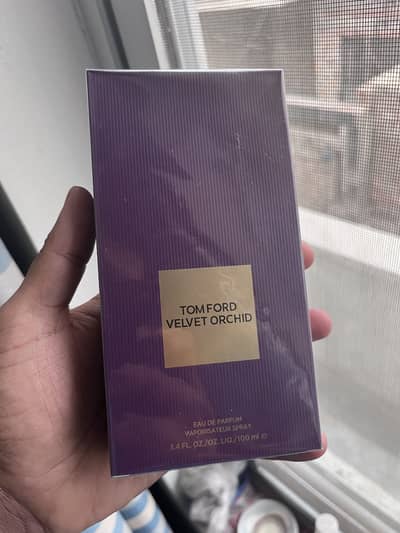 TOM FORD
VELVET ORCHID
EAU DE PARFUM
VAPORISATEUR SPRAY
3.4 FL. OZ./OZ. LIQ./100 ml ℮